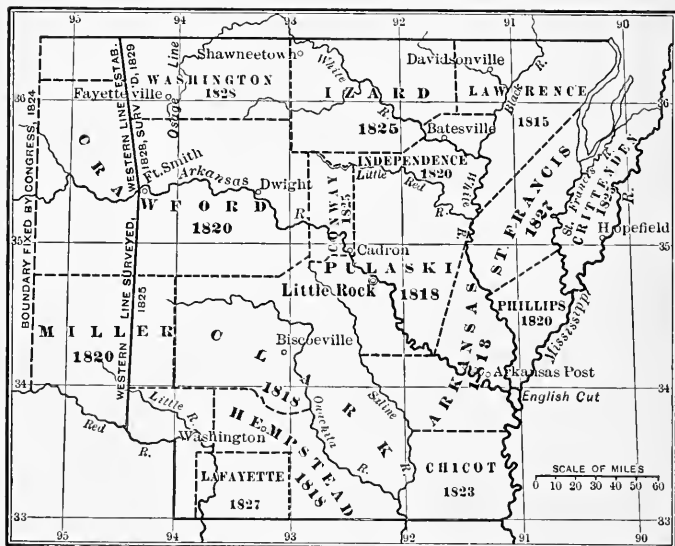 95 94 93 92 91 90
BOUNDARY FIXED BY CONGRESS, 1824
WESTERN LINE ESTAB.
1828, SURVEYED, 1829
Osage Line
Shawneetown
White
R.
Davidsonville
WASHINGTON
1828
IZARD
1825
LAWRENCE
1815
Black R.
Fayetteville
36
36
Batesville
CRAWFORD
1820
Ft. Smith
Arkansas
R.
Dwight
INDEPENDENCE
1820
Little
Red
R.
White
R.
CONWAY
1825
ST. FRANCIS
1827
St. Francis
R.
CRITTENDEN
Hopefield
35
35
Cadron
PULASKI
1818
Little Rock
PHILLIPS
1820
Mississippi
WESTERN LINE SURVEYED,
1825
MILLER
1820
CLARK
1818
Biscoeville
ARKANSAS
1813
Arkansas Post
English Cut
34
34
Little R.
Red
R.
Washington
HEMPSTEAD
1818
Ouachita
R.
Saline
R.
LAFAYETTE
1827
CHICOT
1823
SCALE OF MILES
0 10 20 30 40 50 60
33
33
95 94 93 92 91 90